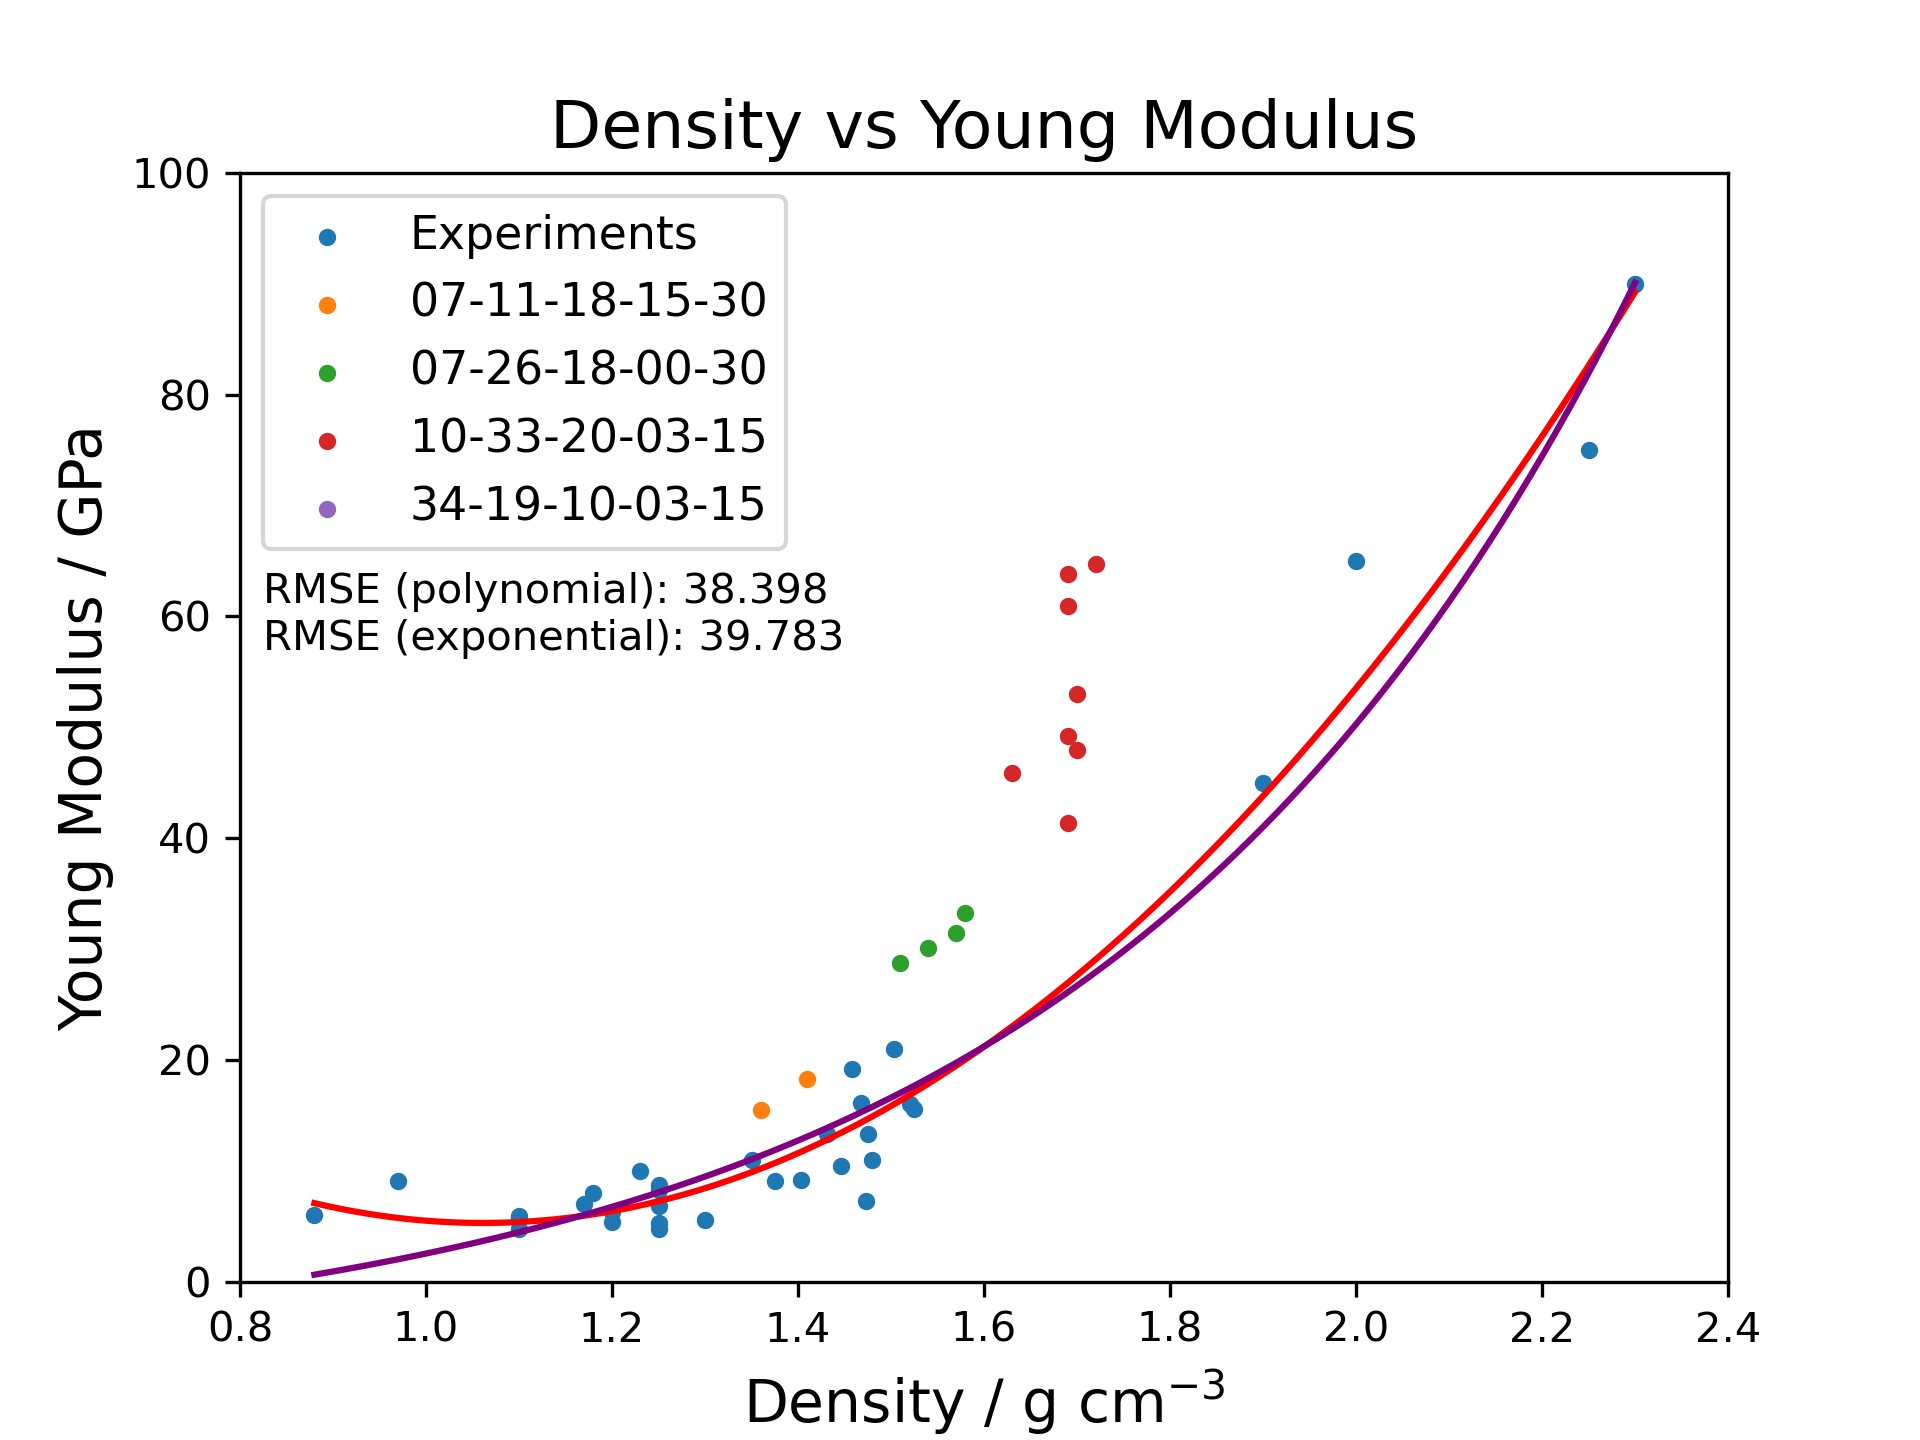 Density vs Young Modulus
100
80
60
40
20
0
Young Modulus / GPa
Experiments
07-11-18-15-30
07-26-18-00-30
10-33-20-03-15
34-19-10-03-15
RMSE (polynomial): 38.398
RMSE (exponential): 39.783
0.8 1.0 1.2 1.4 1.6 1.8 2.0 2.2 2.4
Density / g cm⁻³